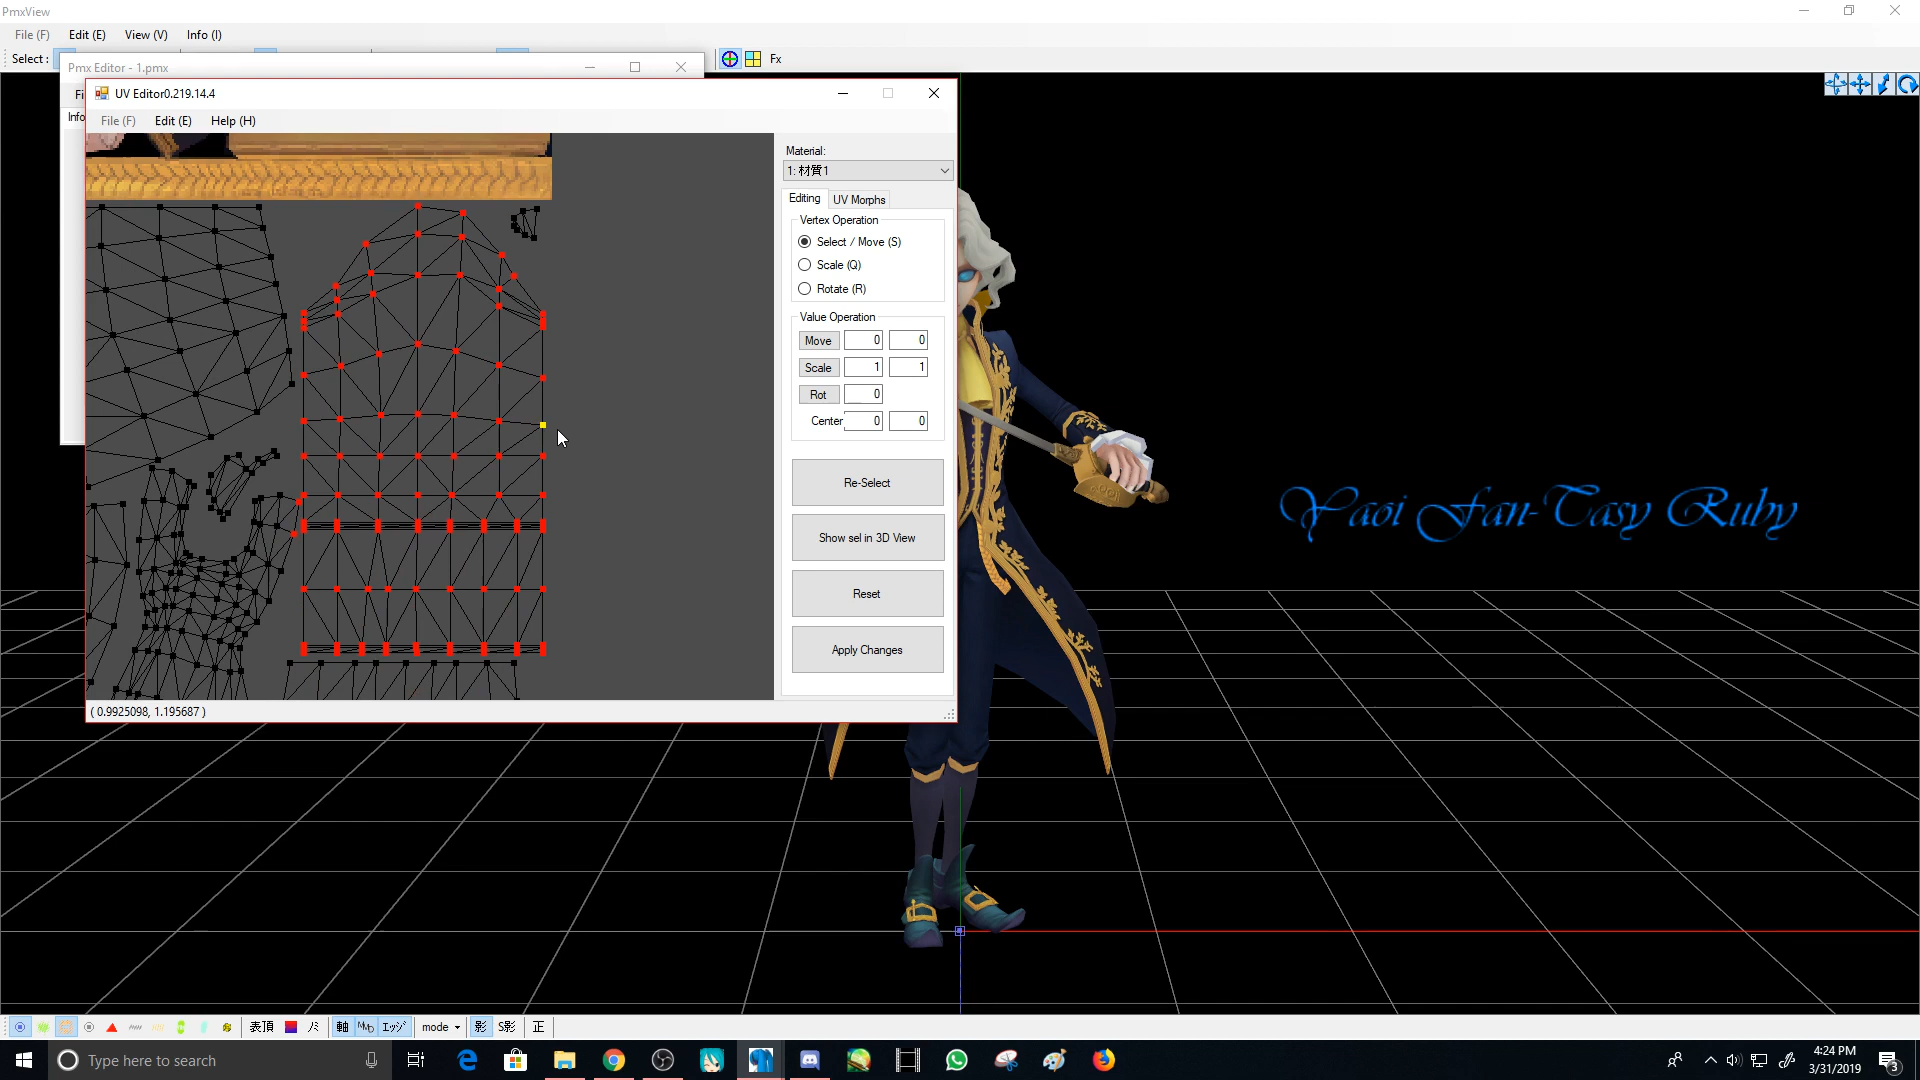 PmxView
File (F) Edit (E) View (V) Info (I)
Select : Fx
Pmx Editor - 1.pmx
Fi
Info
UV Editor0.219.14.4
File (F) Edit (E) Help (H)
Material:
1: 材質1
Editing UV Morphs
Vertex Operation
Select / Move (S)
Scale (Q)
Rotate (R)
Value Operation
Move 0 0
Scale 1 1
Rot 0
Center 0 0
Re-Select
Show sel in 3D View
Reset
Apply Changes
( 0.9925098, 1.195687 )
Yaoi Fan-Tasy Ruby
表頂 軸 エッジ mode 影 S影 正
Type here to search
4:24 PM
3/31/2019
3